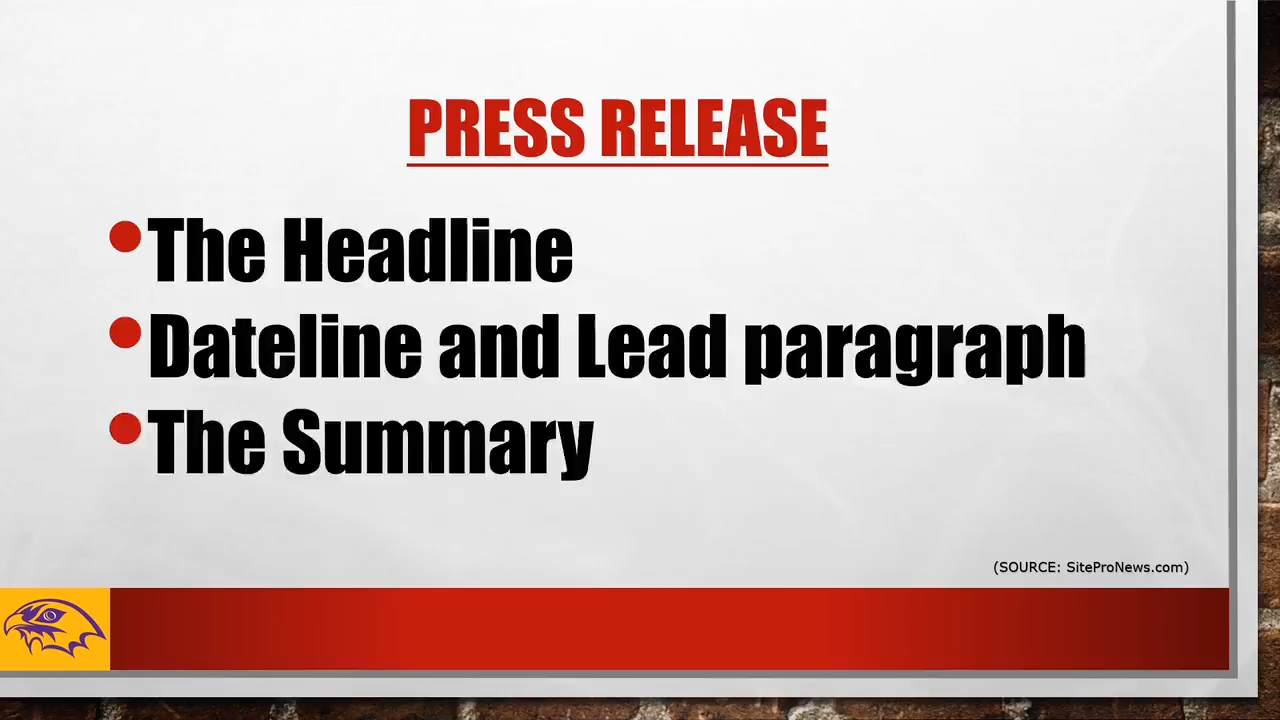 PRESS RELEASE
The Headline
Dateline and Lead paragraph
The Summary
(SOURCE: SiteProNews.com)